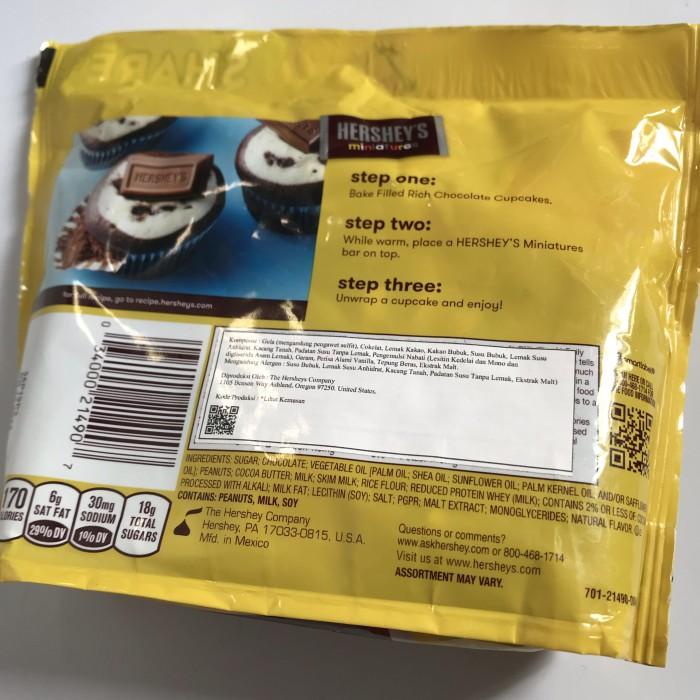 HERSHEY'S
miniatures
step one:
Bake Filled Rich Chocolate Cupcakes.
step two:
While warm, place a HERSHEY'S Miniatures
bar on top.
step three:
Unwrap a cupcake and enjoy!
HERSHEY'S
recipe, go to recipe.hersheys.com
0 34000 21490 7
Komposisi : Gula (mengandung pengawet sulfit), Cokelat, Lemak Kakao, Kakao Bubuk, Susu Bubuk, Lemak Susu
Anhidrat, Kacang Tanah, Padatan Susu Tanpa Lemak, Pengemulsi Nabati (Lesitin Kedelai dan Mono dan
digliserida Asam Lemak), Garam, Perisa Alami Vanilla, Tepung Beras, Ekstrak Malt.
Mengandung Alergen : Susu Bubuk, Lemak Susu Anhidrat, Kacang Tanah, Padatan Susu Tanpa Lemak, Ekstrak Malt)
Diproduksi Oleh : The Hersheys Company
1105 Benson Way Ashland. Oregon 97250. United States,
Kode Produksi : *Lihat Kemasan
smartlabel
INGREDIENTS: SUGAR; CHOCOLATE; VEGETABLE OIL [PALM OIL; SHEA OIL; SUNFLOWER OIL; PALM KERNEL OIL; AND/OR SAFFLOWER
OIL]; PEANUTS; COCOA BUTTER; MILK; SKIM MILK; RICE FLOUR; REDUCED PROTEIN WHEY (MILK); CONTAINS 2% OR LESS OF: COCOA
PROCESSED WITH ALKALI; MILK FAT; LECITHIN (SOY); SALT; PGPR; MALT EXTRACT; MONOGLYCERIDES; NATURAL FLAVOR.
CONTAINS: PEANUTS, MILK, SOY
170
CALORIES
6g
SAT FAT
29% DV
30mg
SODIUM
1% DV
18g
TOTAL
SUGARS
The Hershey Company
Hershey, PA 17033-0815, U.S.A.
Mfd. in Mexico
Questions or comments?
www.askhershey.com or 800-468-1714
Visit us at www.hersheys.com
ASSORTMENT MAY VARY.
701-21490-